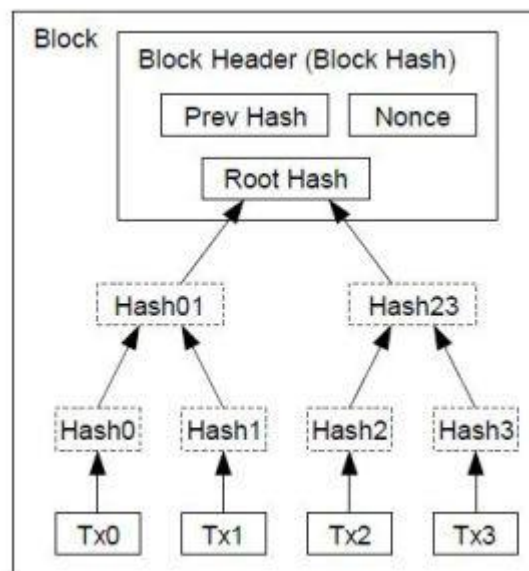 Block
Block Header (Block Hash)
Prev Hash Nonce
Root Hash
Hash01 Hash23
Hash0 Hash1 Hash2 Hash3
Tx0 Tx1 Tx2 Tx3